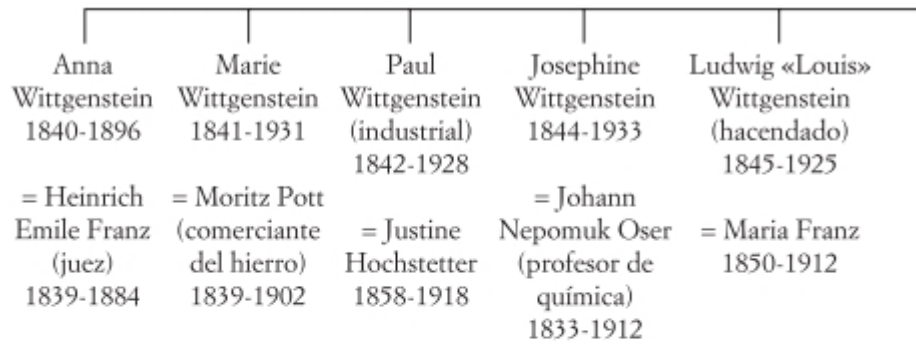 Anna
Wittgenstein
1840-1896
= Heinrich
Emile Franz
(juez)
1839-1884
Marie
Wittgenstein
1841-1931
= Moritz Pott
(comerciante
del hierro)
1839-1902
Paul
Wittgenstein
(industrial)
1842-1928
= Justine
Hochstetter
1858-1918
Josephine
Wittgenstein
1844-1933
= Johann
Nepomuk Oser
(profesor de
química)
1833-1912
Ludwig «Louis»
Wittgenstein
(hacendado)
1845-1925
= Maria Franz
1850-1912